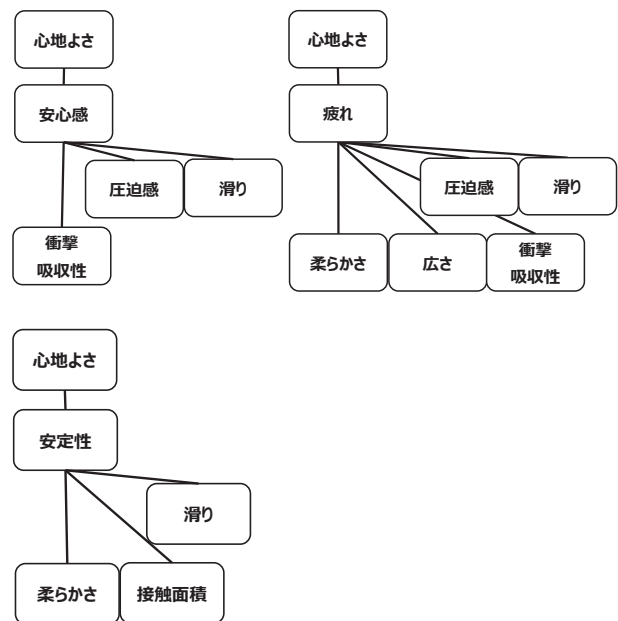 心地よさ
安心感
圧迫感
滑り
衝撃
吸収性
心地よさ
疲れ
圧迫感
滑り
柔らかさ
広さ
衝撃
吸収性
心地よさ
安定性
滑り
柔らかさ
接触面積